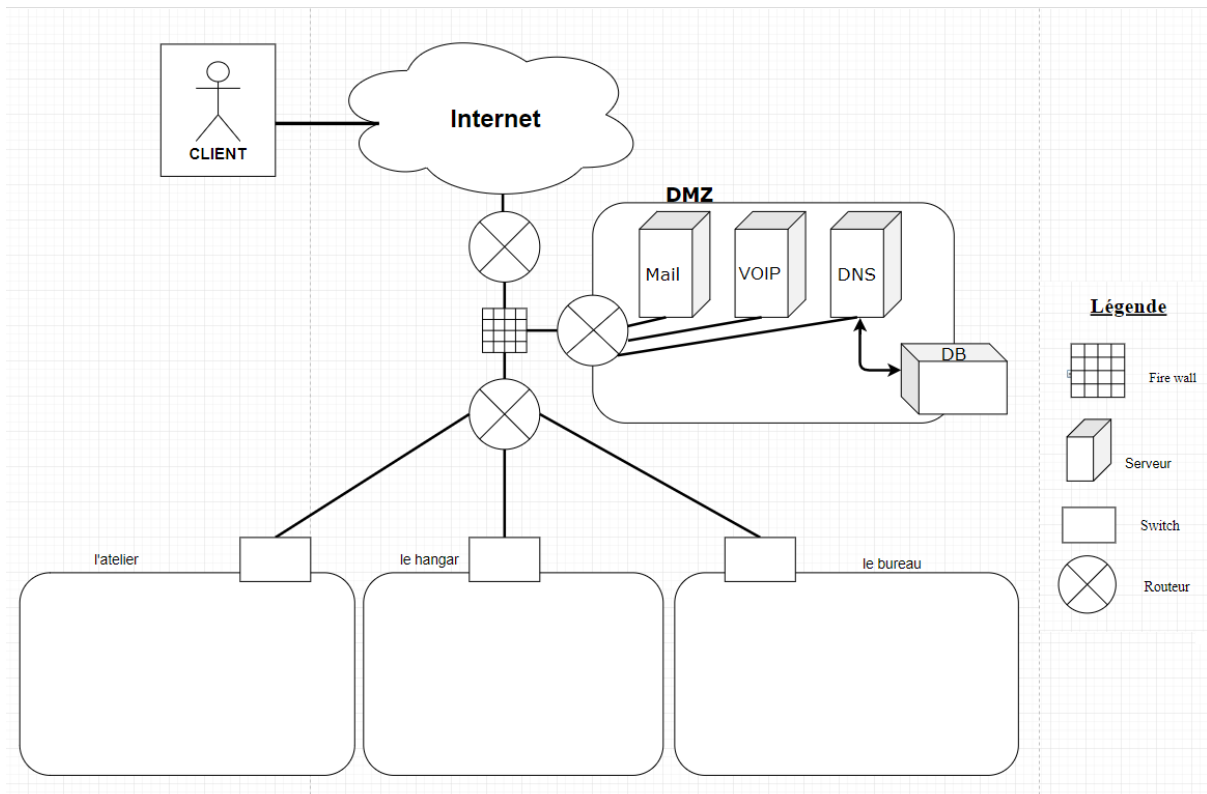 CLIENT
Internet
DMZ
Mail
VOIP
DNS
DB
Légende
Fire wall
Serveur
Switch
Routeur
l'atelier
le hangar
le bureau